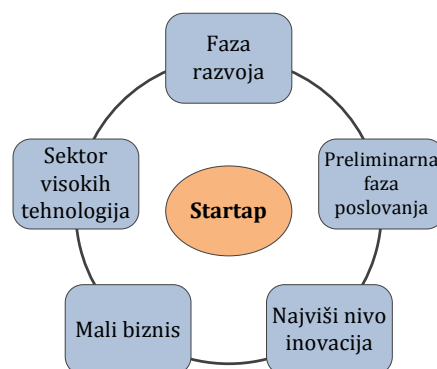 Faza
razvoja
Preliminarna
faza
poslovanja
Najviši nivo
inovacija
Mali biznis
Sektor
visokih
tehnologija
Startap